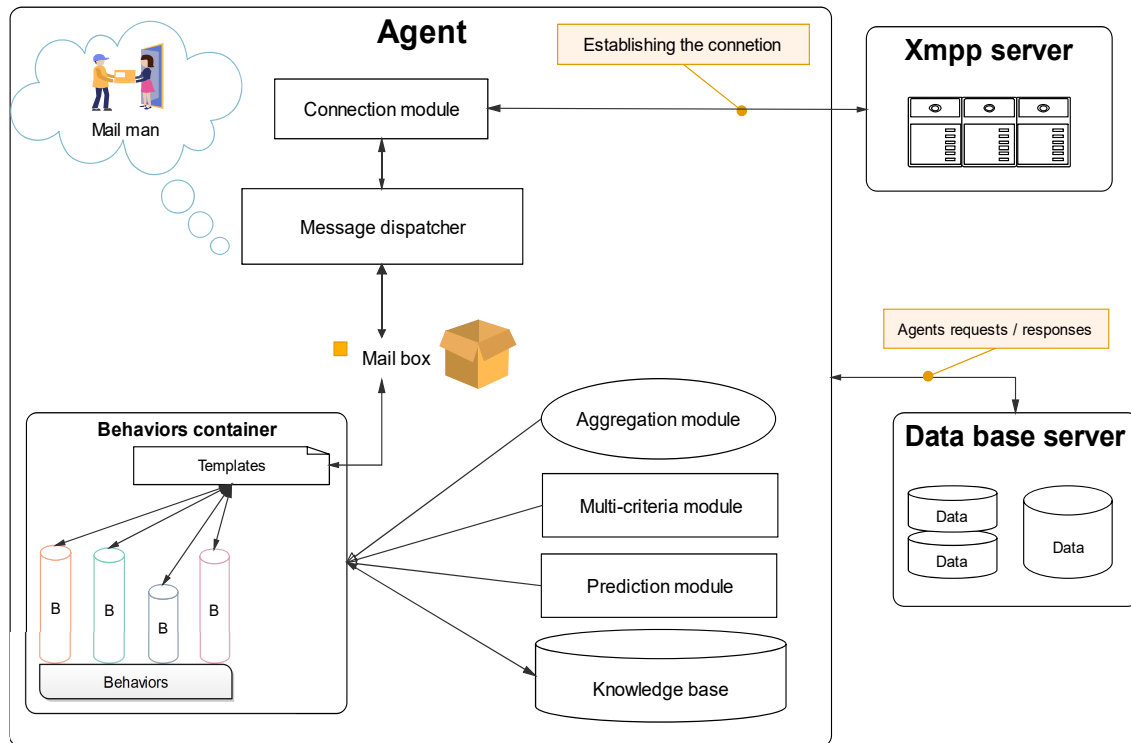 Agent
Establishing the connetion
Xmpp server
Mail man
Connection module
Message dispatcher
Mail box
Agents requests / responses
Behaviors container
Templates
B
B
B
B
Behaviors
Aggregation module
Multi-criteria module
Prediction module
Knowledge base
Data base server
Data
Data
Data